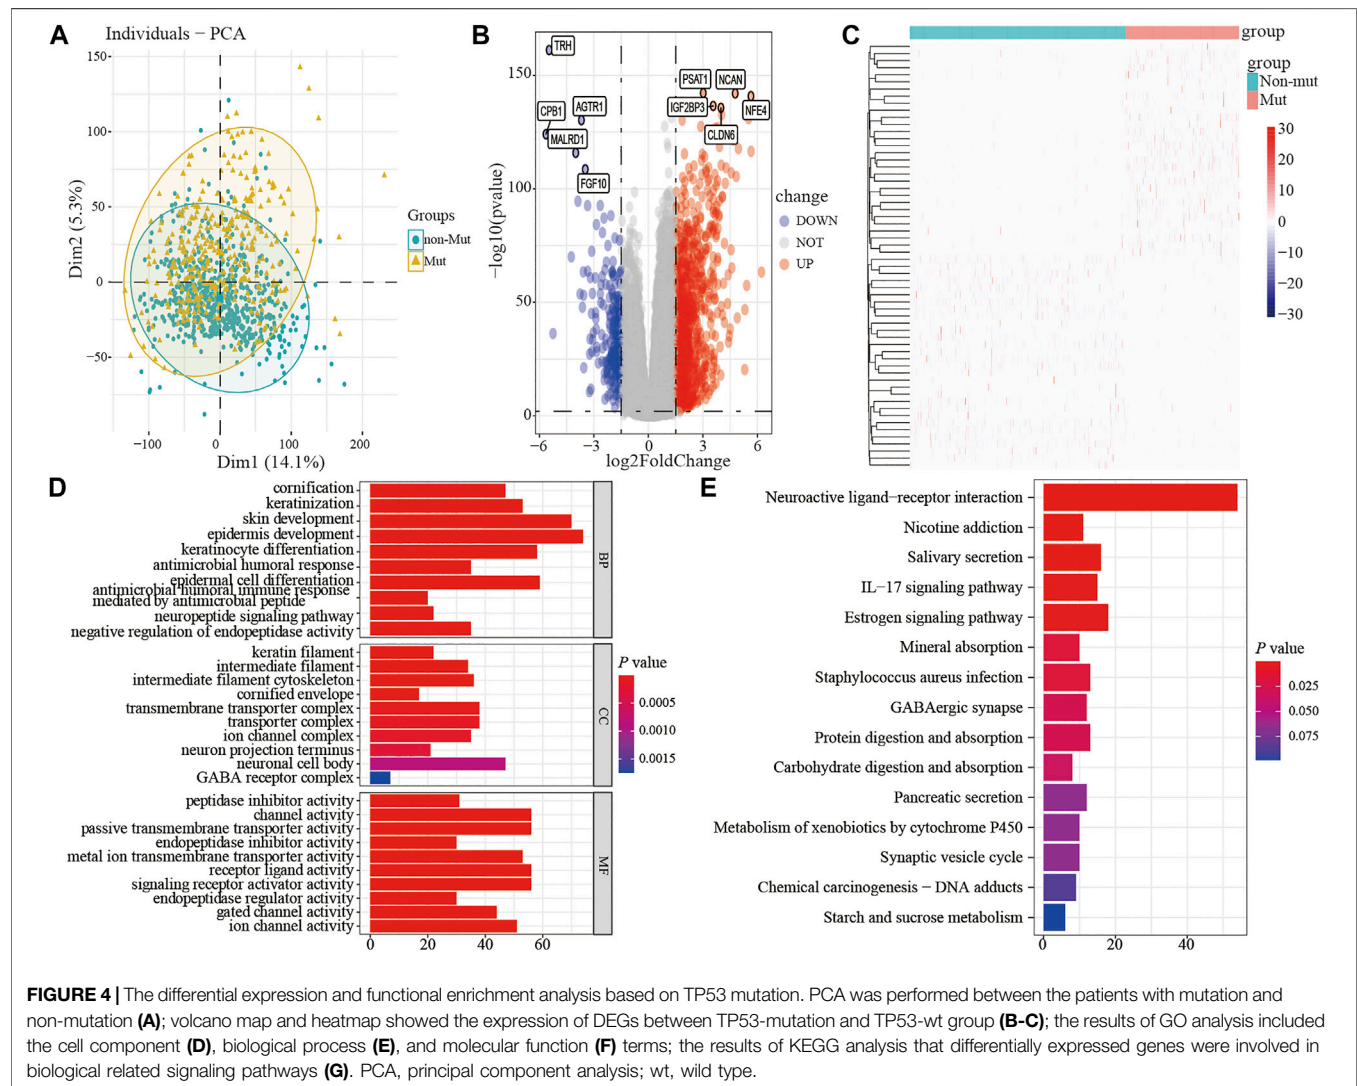 A
Individuals − PCA
150
100
50
0
−50
−100
0
100
200
Dim2 (5.3%)
Dim1 (14.1%)
Groups
non-Mut
Mut
B
TRH
CPB1
AGTR1
MALRD1
FGF10
PSAT1
NCAN
IGF2BP3
NFE4
CLDN6
150
100
50
0
−6
−3
0
3
6
−log10(pvalue)
log2FoldChange
change
DOWN
NOT
UP
C
group
group
Non-mut
Mut
30
20
10
0
−10
−20
−30
D
cornification
keratinization
skin development
epidermis development
keratinocyte differentiation
antimicrobial humoral response
epidermal cell differentiation
antimicrobial humoral immune response
mediated by antimicrobial peptide
neuropeptide signaling pathway
negative regulation of endopeptidase activity
BP
keratin filament
intermediate filament
intermediate filament cytoskeleton
cornified envelope
transmembrane transporter complex
transporter complex
ion channel complex
neuron projection terminus
neuronal cell body
GABA receptor complex
CC
peptidase inhibitor activity
channel activity
passive transmembrane transporter activity
endopeptidase inhibitor activity
metal ion transmembrane transporter activity
receptor ligand activity
signaling receptor activator activity
endopeptidase regulator activity
gated channel activity
ion channel activity
MF
0
20
40
60
P value
0.0005
0.0010
0.0015
E
Neuroactive ligand−receptor interaction
Nicotine addiction
Salivary secretion
IL−17 signaling pathway
Estrogen signaling pathway
Mineral absorption
Staphylococcus aureus infection
GABAergic synapse
Protein digestion and absorption
Carbohydrate digestion and absorption
Pancreatic secretion
Metabolism of xenobiotics by cytochrome P450
Synaptic vesicle cycle
Chemical carcinogenesis − DNA adducts
Starch and sucrose metabolism
0
20
40
P value
0.025
0.050
0.075
FIGURE 4 | The differential expression and functional enrichment analysis based on TP53 mutation. PCA was performed between the patients with mutation and
non-mutation (A); volcano map and heatmap showed the expression of DEGs between TP53-mutation and TP53-wt group (B-C); the results of GO analysis included
the cell component (D), biological process (E), and molecular function (F) terms; the results of KEGG analysis that differentially expressed genes were involved in
biological related signaling pathways (G). PCA, principal component analysis; wt, wild type.